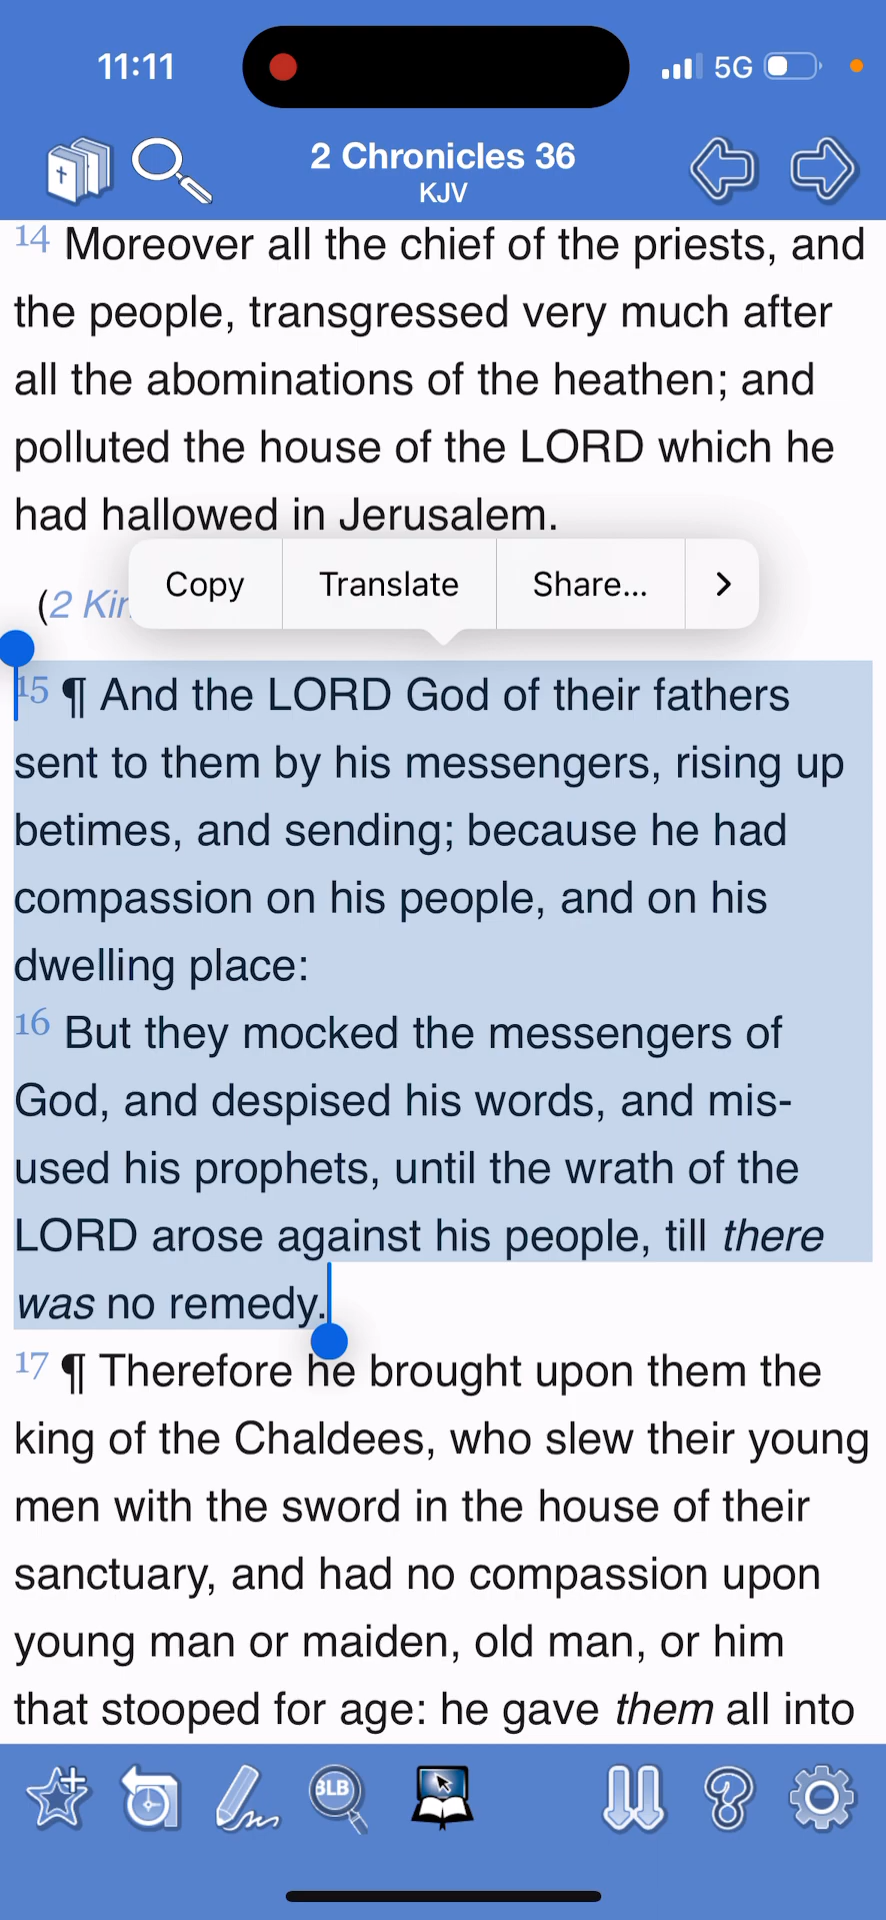 11:11
5G
2 Chronicles 36
KJV
14 Moreover all the chief of the priests, and
the people, transgressed very much after
all the abominations of the heathen; and
polluted the house of the LORD which he
had hallowed in Jerusalem.
Copy
Translate
Share...
(2
15 ¶ And the LORD God of their fathers
sent to them by his messengers, rising up
betimes, and sending; because he had
compassion on his people, and on his
dwelling place:
16 But they mocked the messengers of
God, and despised his words, and mis-
used his prophets, until the wrath of the
LORD arose against his people, till there
was no remedy.
17 ¶ Therefore he brought upon them the
king of the Chaldees, who slew their young
men with the sword in the house of their
sanctuary, and had no compassion upon
young man or maiden, old man, or him
that stooped for age: he gave them all into
BLB